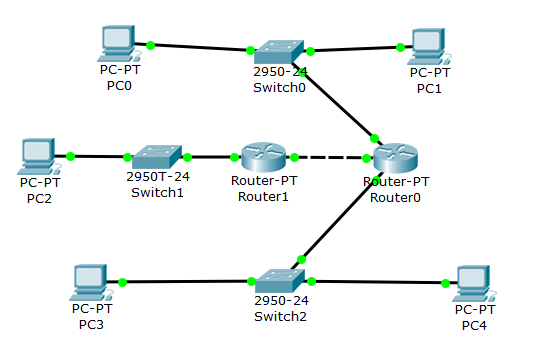 PC-PT
PC0
2950-24
Switch0
PC-PT
PC1
PC-PT
PC2
2950T-24
Switch1
Router-PT
Router1
Router-PT
Router0
PC-PT
PC3
2950-24
Switch2
PC-PT
PC4